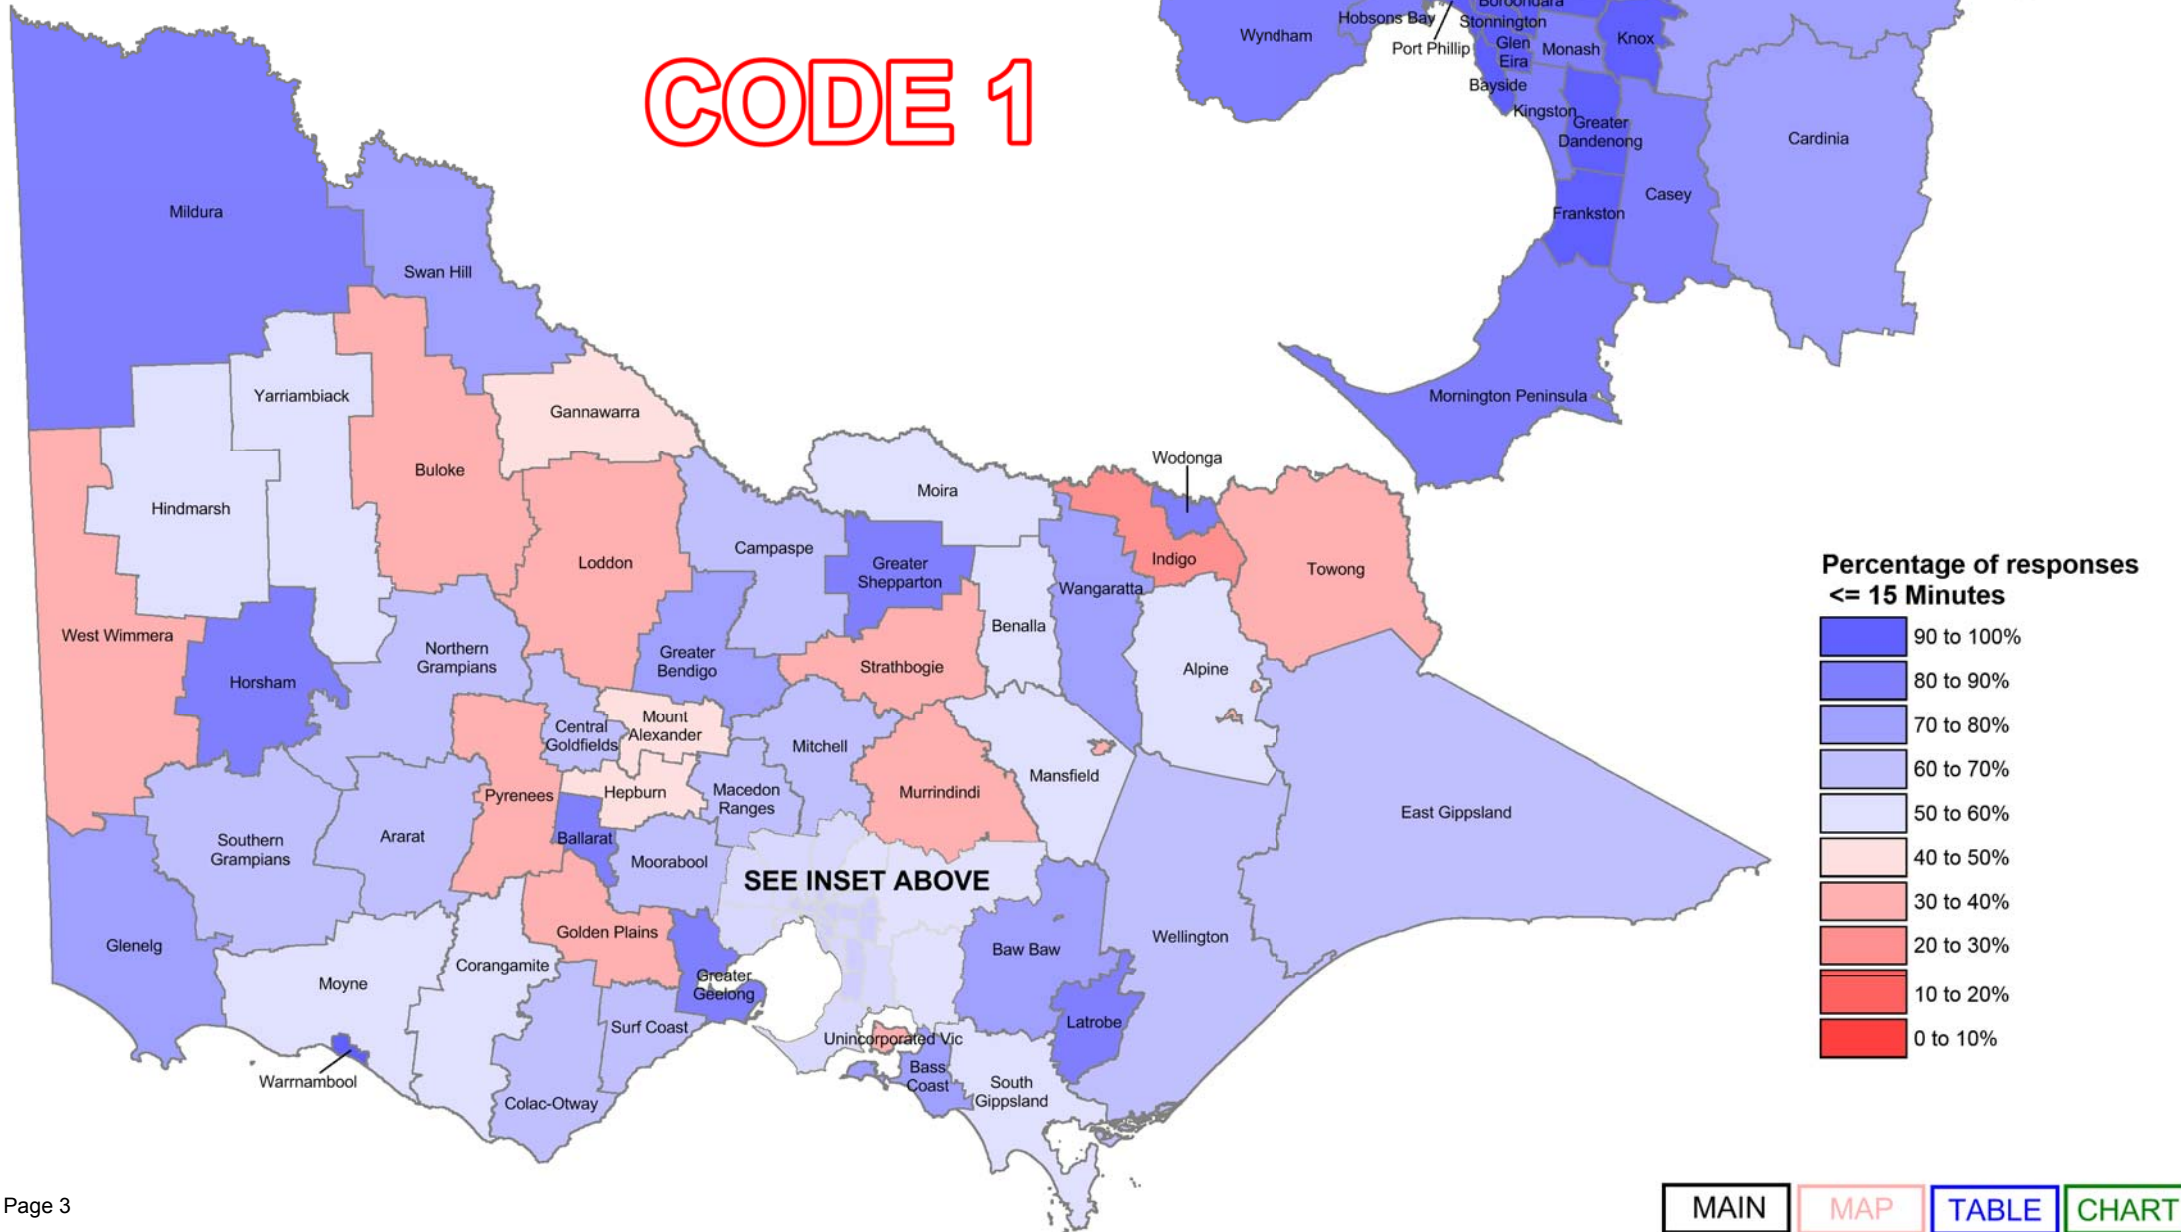 Boroondara
Hobsons Bay
Stonnington
Wyndham
Port Phillip
Glen
Eira
Monash
Knox
Bayside
Kingston
Greater
Dandenong
Cardinia
Casey
Frankston
Mornington Peninsula
CODE 1
Mildura
Swan Hill
Yarriambiack
Gannawarra
Buloke
Hindmarsh
Moira
Wodonga
Campaspe
Loddon
Greater
Shepparton
Wangaratta
Indigo
Towong
West Wimmera
Horsham
Northern
Grampians
Greater
Bendigo
Strathbogie
Benalla
Alpine
Central
Goldfields
Mount
Alexander
Mitchell
Mansfield
Pyrenees
Hepburn
Macedon
Ranges
Murrindindi
East Gippsland
Southern
Grampians
Ararat
Ballarat
Moorabool
SEE INSET ABOVE
Glenelg
Moyne
Corangamite
Golden Plains
Greater
Geelong
Baw Baw
Wellington
Surf Coast
Unincorporated Vic
Latrobe
Warrnambool
Colac-Otway
Bass
Coast
South
Gippsland
Percentage of responses
<= 15 Minutes
90 to 100%
80 to 90%
70 to 80%
60 to 70%
50 to 60%
40 to 50%
30 to 40%
20 to 30%
10 to 20%
0 to 10%
Page 3
MAIN
MAP
TABLE
CHART